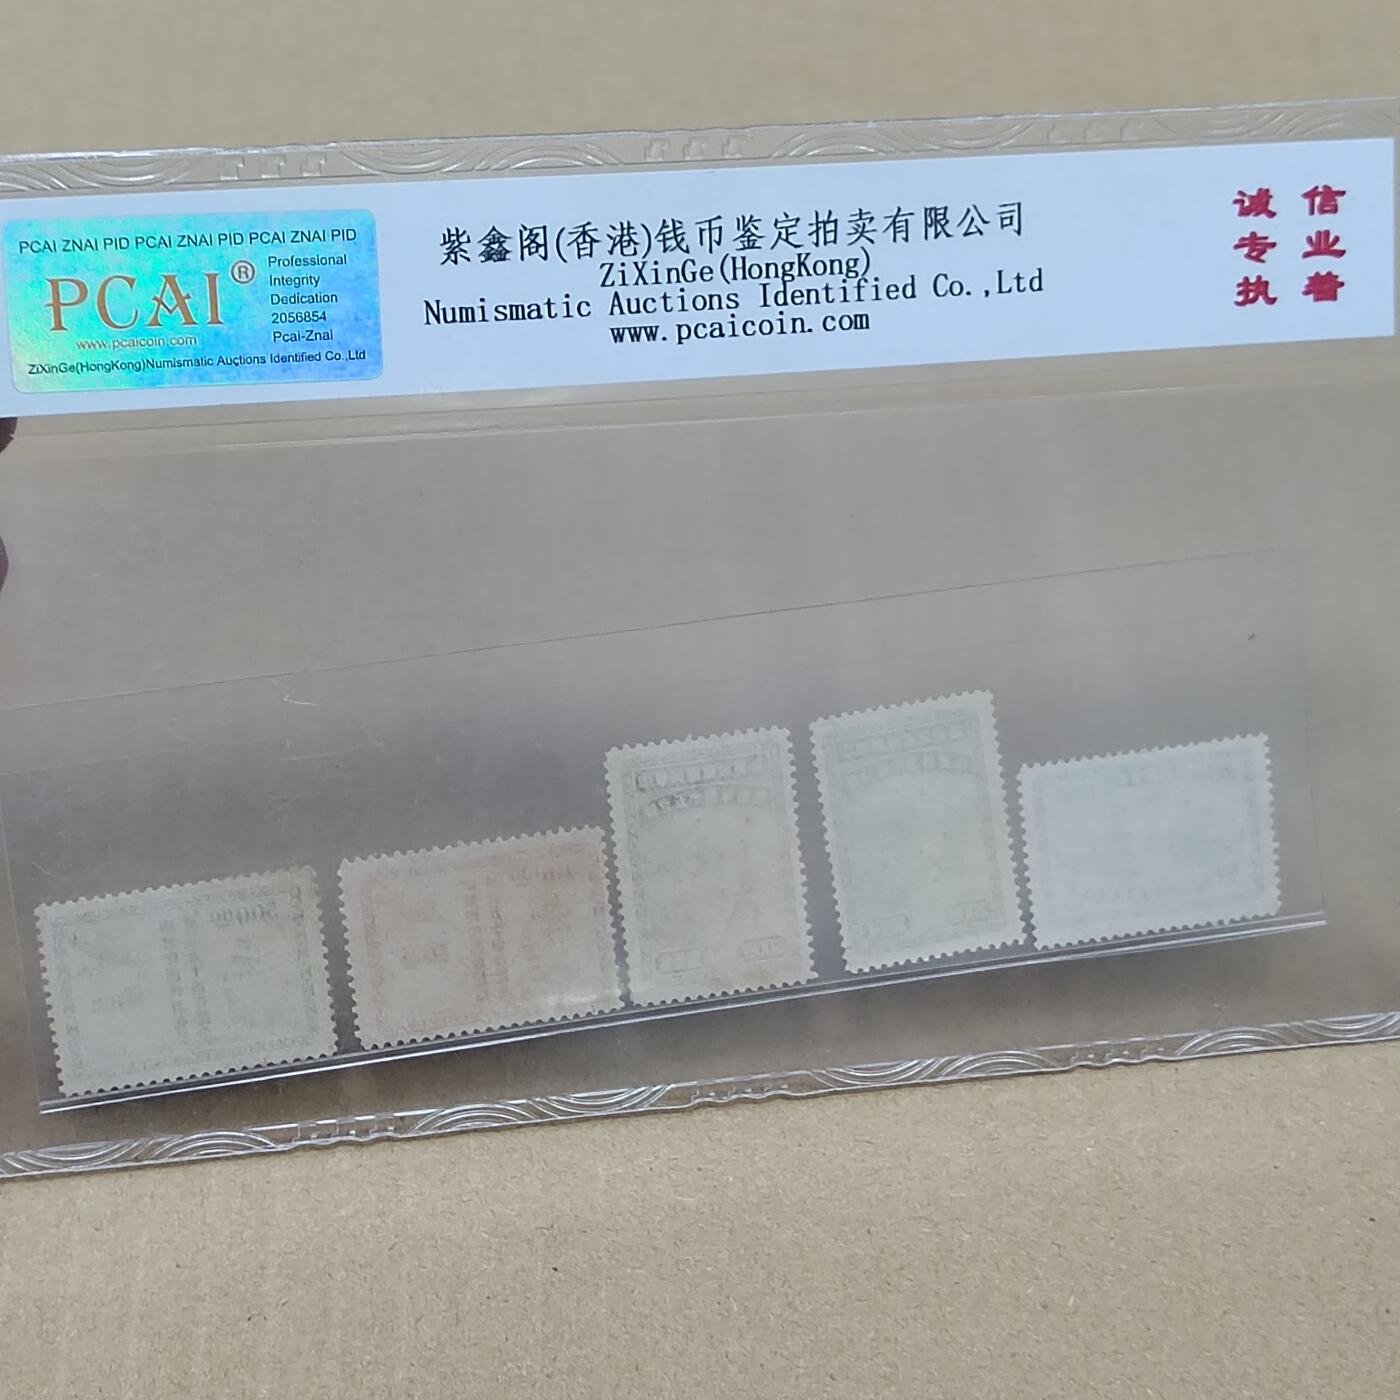 PCAI ZNAI PID PCAI ZNAI PID PCAI ZNAI PID
PCAI®
Professional
Integrity
Dedication
2056854
Pcai-Znai
www.pcaicoin.com
ZiXinGe(HongKong)Numismatic Auctions Identified Co.,Ltd
紫鑫阁(香港)钱币鉴定拍卖有限公司
ZiXinGe(HongKong)
Numismatic Auctions Identified Co.,Ltd
www.pcaicoin.com
诚信
专业
执着